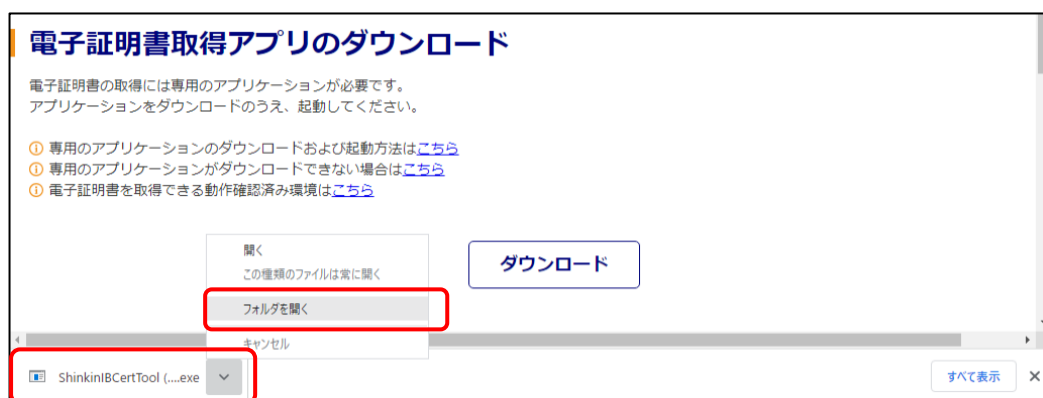 電子証明書取得アプリのダウンロード
電子証明書の取得には専用のアプリケーションが必要です。
アプリケーションをダウンロードのうえ、起動してください。
専用のアプリケーションのダウンロードおよび起動方法はこちら
専用のアプリケーションがダウンロードできない場合はこちら
電子証明書を取得できる動作確認済み環境はこちら
開く
この種類のファイルは常に開く
フォルダを開く
キャンセル
ダウンロード
ShinkinIBCertTool (....exe
すべて表示